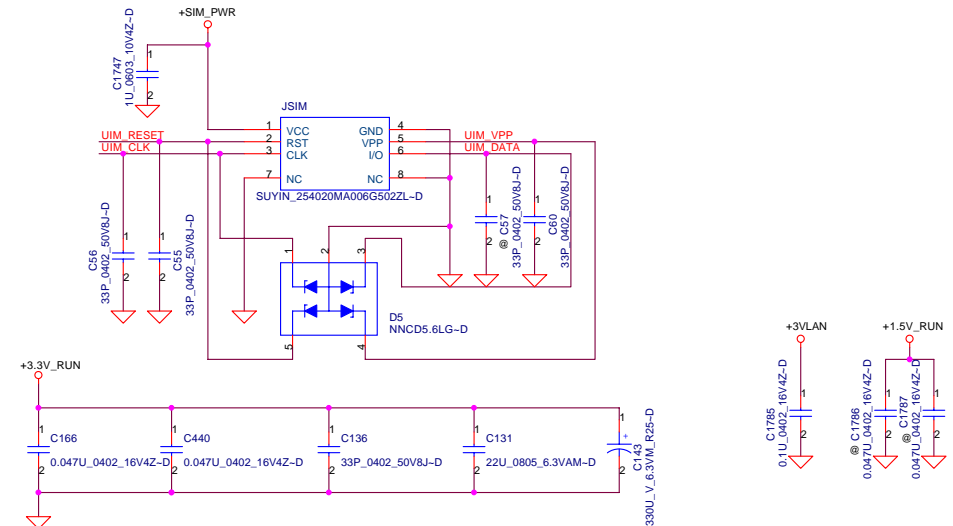 +SIM_PWR
C1747
1U_0603_10V4Z~D
1
2
JSIM
UIM_RESET
UIM_CLK
1
2
3
7
VCC
RST
CLK
NC
GND
VPP
I/O
NC
4
5
6
8
UIM_VPP
UIM_DATA
SUYIN_254020MA006G502ZL~D
C56
33P_0402_50V8J~D
1
2
C55
33P_0402_50V8J~D
1
2
@ C57
33P_0402_50V8J~D
1
2
C60
33P_0402_50V8J~D
1
2
1
2
3
5
4
D5
NNCD5.6LG~D
+3.3V_RUN
1
C166
2
0.047U_0402_16V4Z~D
1
C440
2
0.047U_0402_16V4Z~D
1
C136
2
33P_0402_50V8J~D
1
C131
2
22U_0805_6.3VAM~D
1
+
2
C143
330U_V_6.3VM_R25~D
+3VLAN
C1785
0.1U_0402_16V4Z~D
1
2
+1.5V_RUN
@ C1786
0.047U_0402_16V4Z~D
1
2
@ C1787
0.047U_0402_16V4Z~D
1
2